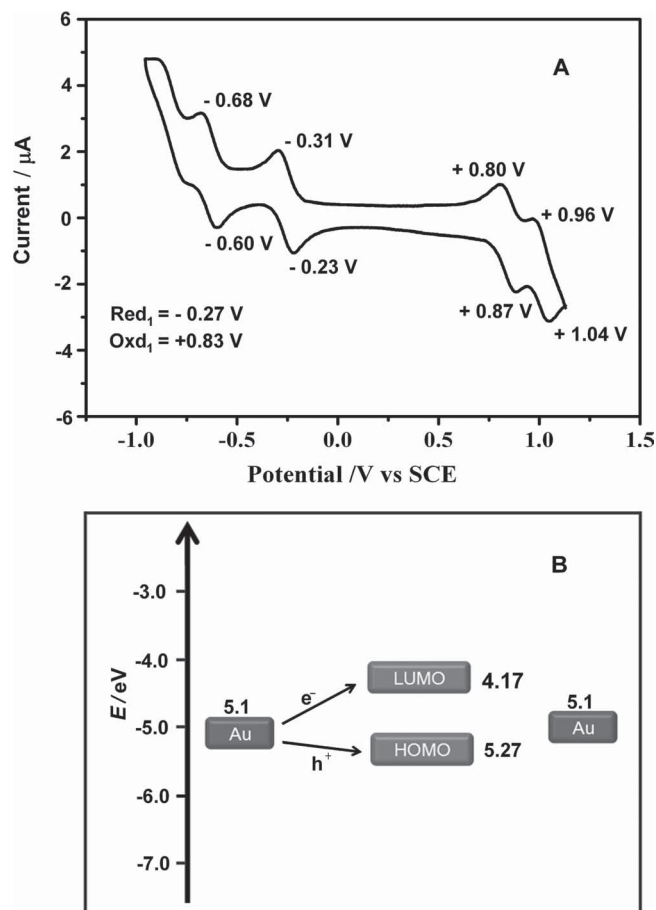 A
6
4
2
0
-2
-4
-6
Current / μA
- 0.68 V
- 0.31 V
+ 0.80 V
+ 0.96 V
- 0.60 V
- 0.23 V
+ 0.87 V
+ 1.04 V
Red1 = - 0.27 V
Oxd1 = +0.83 V
-1.0 -0.5 0.0 0.5 1.0 1.5
Potential /V vs SCE
B
E/eV
-3.0
-4.0
-5.0
-6.0
-7.0
5.1
Au
e−
h+
LUMO 4.17
HOMO 5.27
5.1
Au